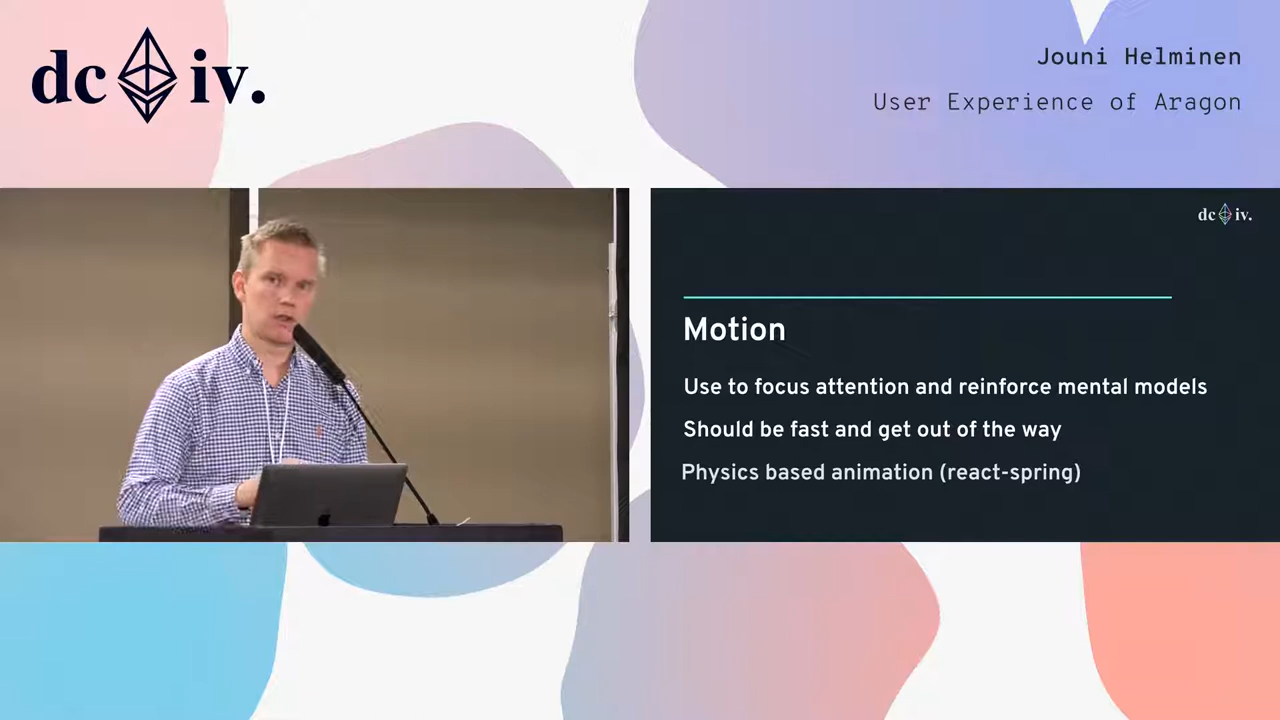 dc iv.
Jouni Helminen
User Experience of Aragon
dc iv.
Motion
Use to focus attention and reinforce mental models
Should be fast and get out of the way
Physics based animation (react-spring)